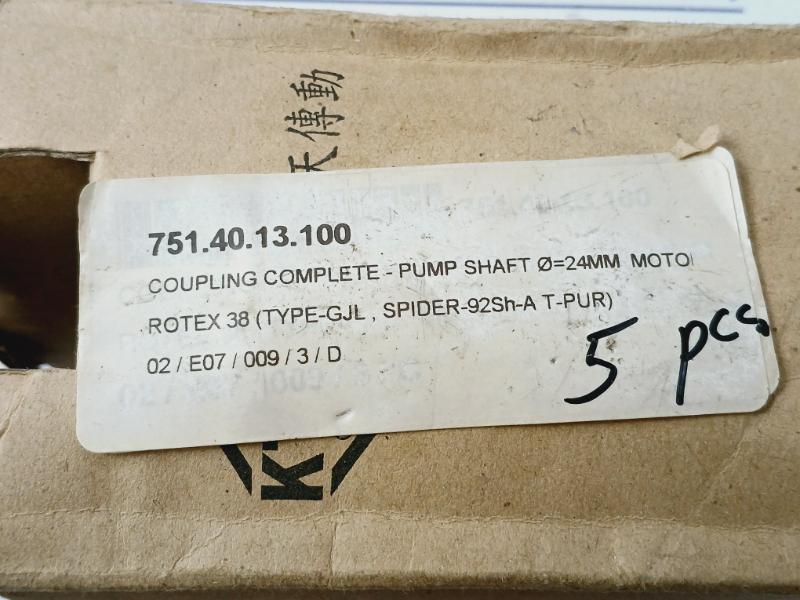 天傳動
751.40.13.100
COUPLING COMPLETE - PUMP SHAFT Ø=24MM MOTO
ROTEX 38 (TYPE-GJL , SPIDER-92Sh-A T-PUR)
02 / E07 / 009 / 3 / D
5 pcs